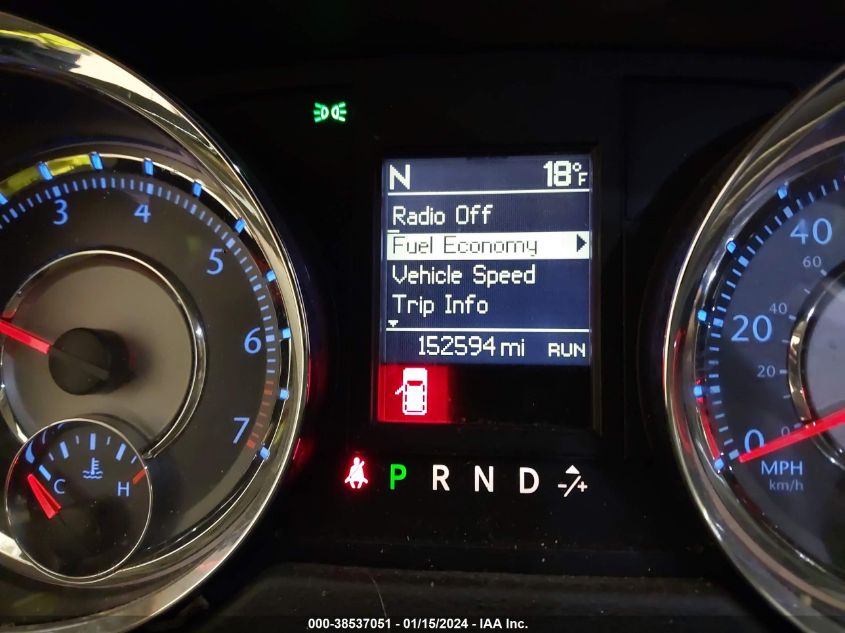 N 18°F
Radio Off
Fuel Economy
Vehicle Speed
Trip Info
152594 mi RUN
3 4 5 6 7
C H
40
60
40
20
20
0
0
MPH
km/h
P R N D -/+
000-38537051 - 01/15/2024 - IAA Inc.